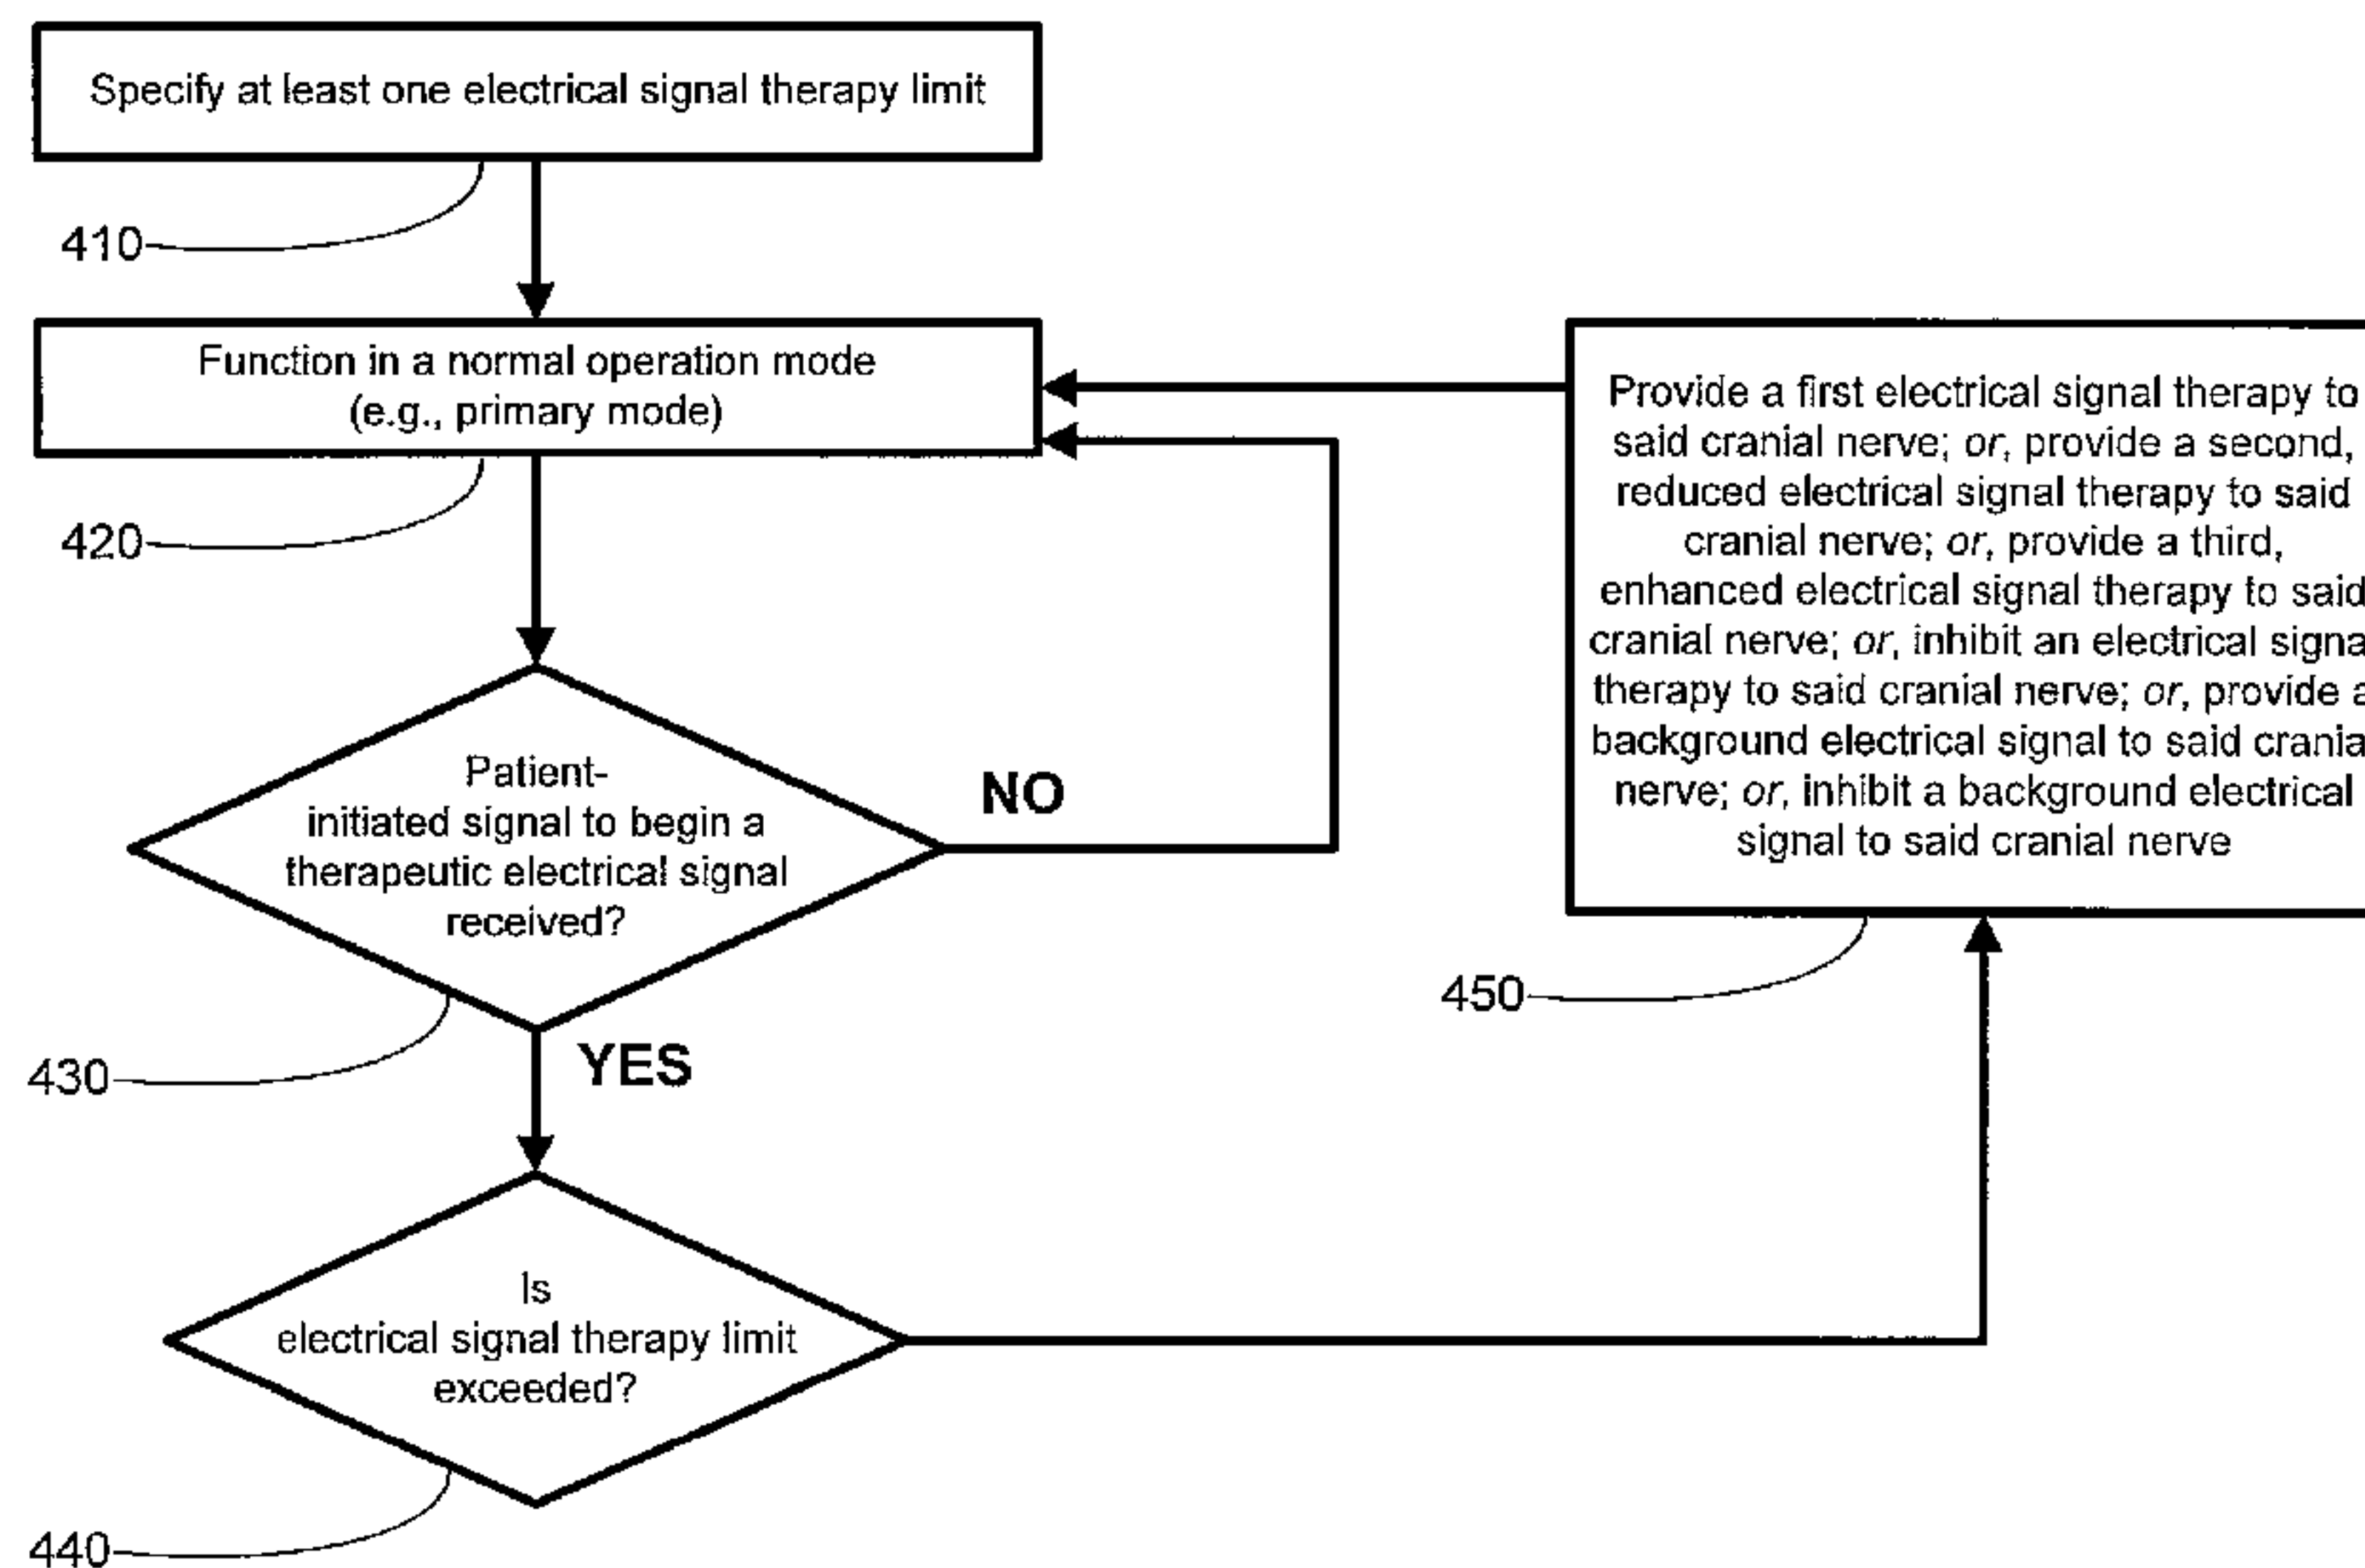 Specify at least one electrical signal therapy limit
410
Function in a normal operation mode
(e.g., primary mode)
420
Patient-
initiated signal to begin a
therapeutic electrical signal
received?
NO
430
YES
Is
electrical signal therapy limit
exceeded?
440
Provide a first electrical signal therapy to
said cranial nerve; or, provide a second,
reduced electrical signal therapy to said
cranial nerve; or, provide a third,
enhanced electrical signal therapy to said
cranial nerve; or, inhibit an electrical signa
therapy to said cranial nerve; or, provide a
background electrical signal to said crania
nerve; or, inhibit a background electrical
signal to said cranial nerve
450